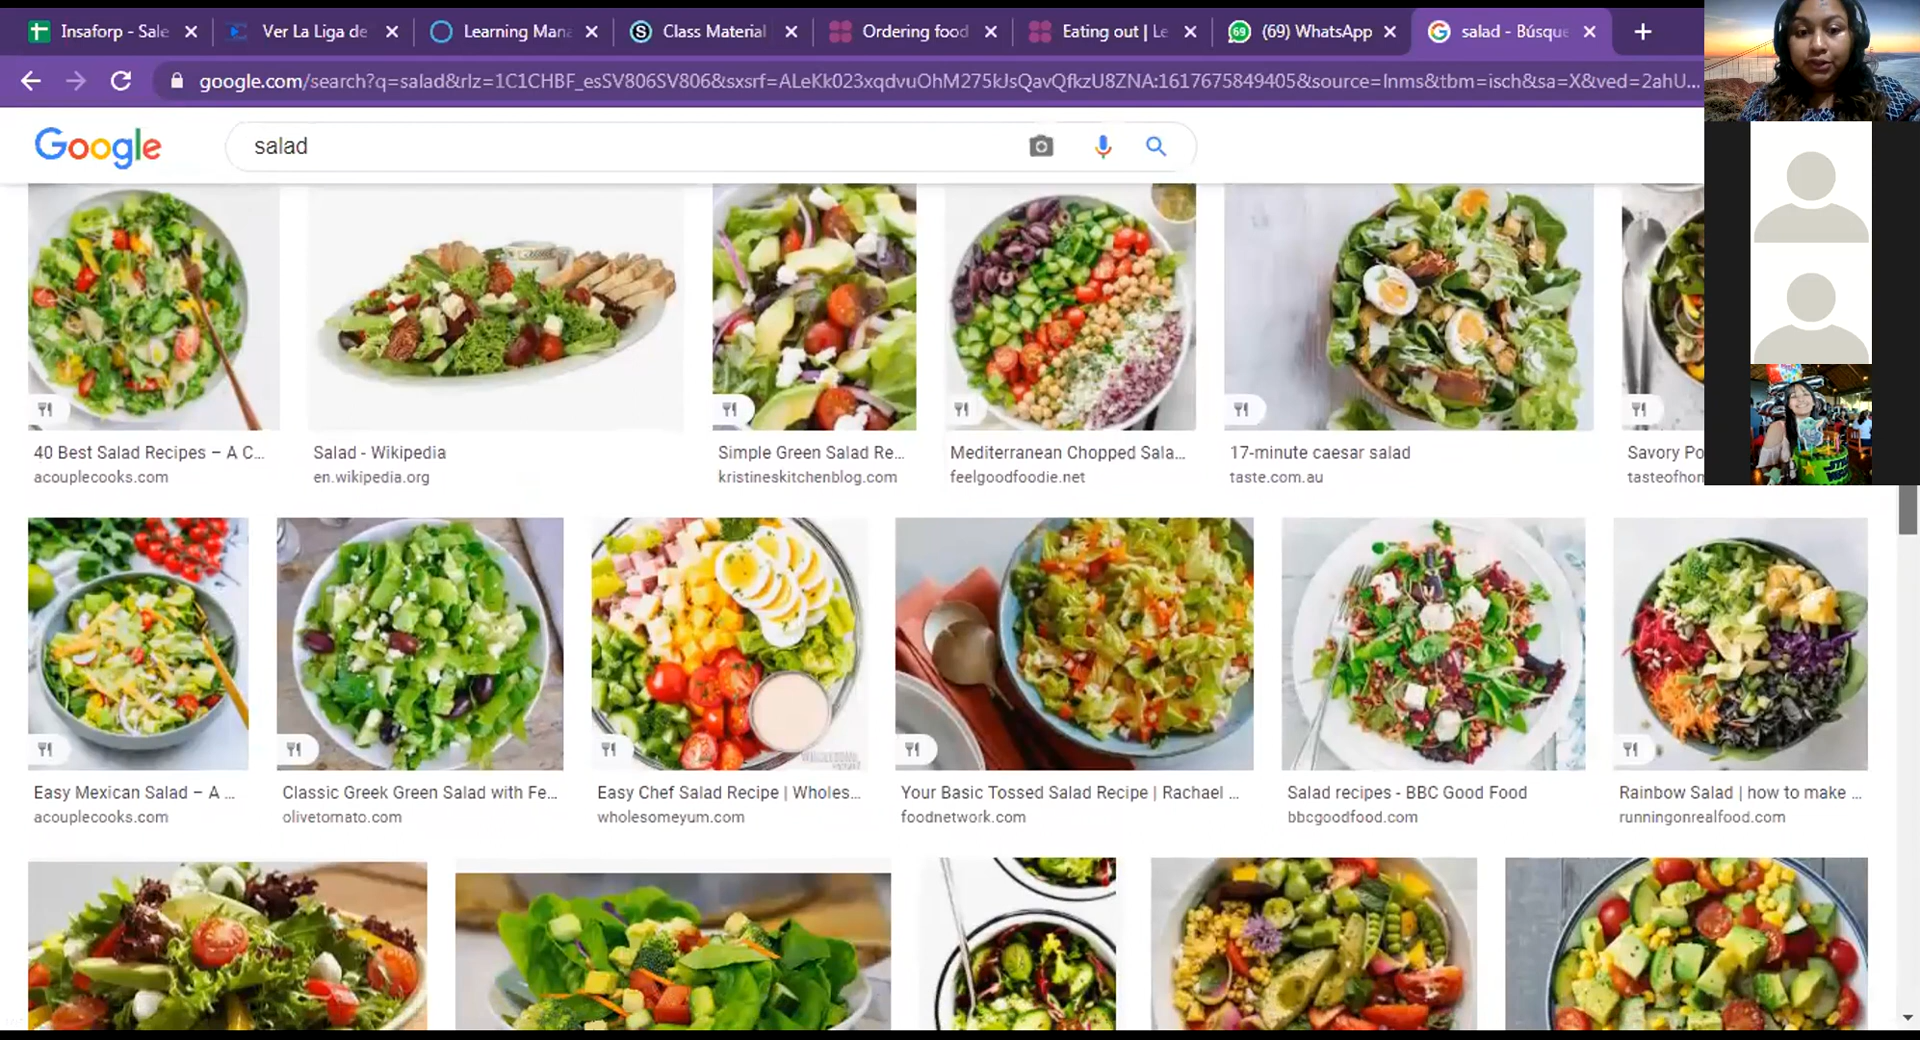 Insaforp - Sale
Ver La Liga de
Learning Mana
Class Material
Ordering food
Eating out | Le
(69) WhatsApp
salad - Búsque
google.com/search?q=salad&rlz=1C1CHBF_esSV806SV806&sxsrf=ALeKk023xqdvuOhM275kJsQavQfkzU8ZNA:1617675849405&source=lnms&tbm=isch&sa=X&ved=2ahU...
Google
salad
40 Best Salad Recipes – A C...
acouplecooks.com
Salad - Wikipedia
en.wikipedia.org
Simple Green Salad Re...
kristineskitchenblog.com
Mediterranean Chopped Sala...
feelgoodfoodie.net
17-minute caesar salad
taste.com.au
Savory Po
tasteofhom
Easy Mexican Salad – A ...
acouplecooks.com
Classic Greek Green Salad with Fe...
olivetomato.com
Easy Chef Salad Recipe | Wholes...
wholesomeyum.com
Your Basic Tossed Salad Recipe | Rachael ...
foodnetwork.com
Salad recipes - BBC Good Food
bbcgoodfood.com
Rainbow Salad | how to make ...
runningonrealfood.com